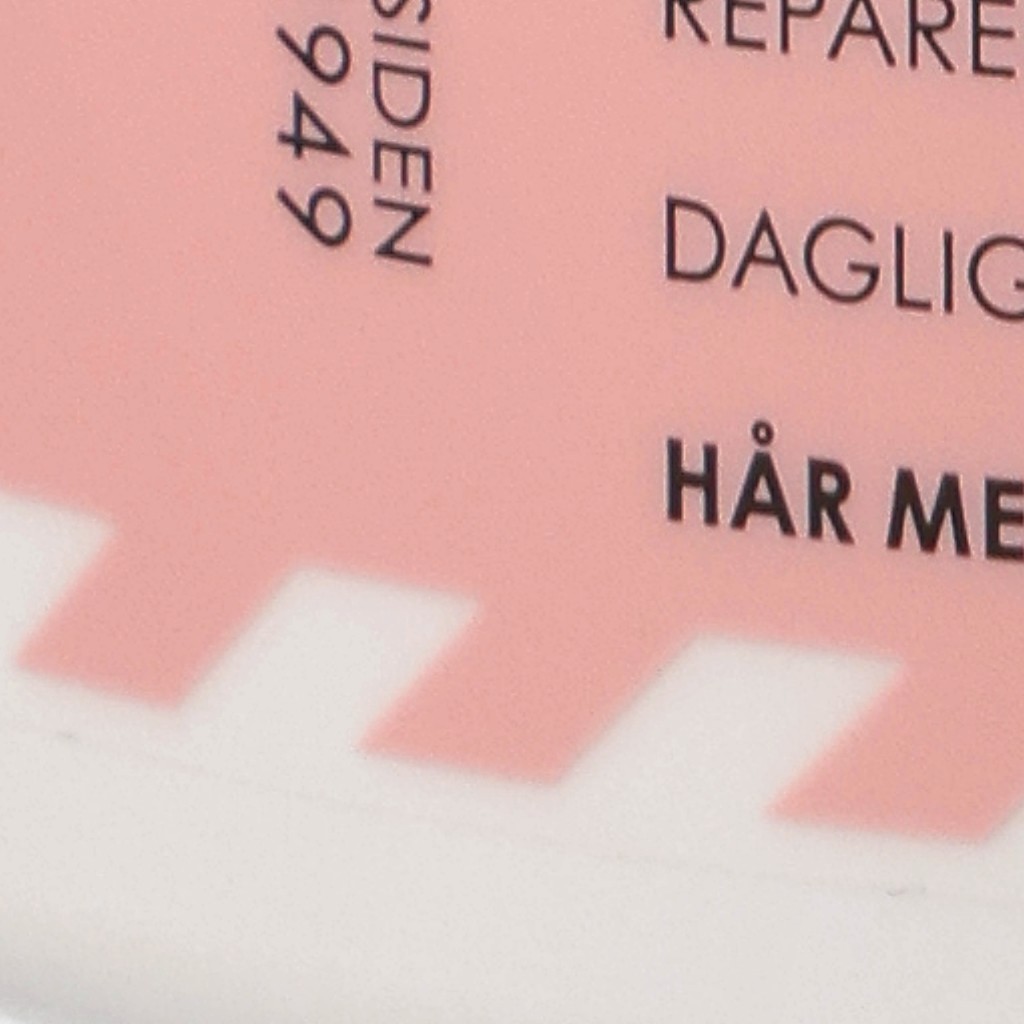 SIDEN
949
REPARE
DAGLIG
HÅR ME